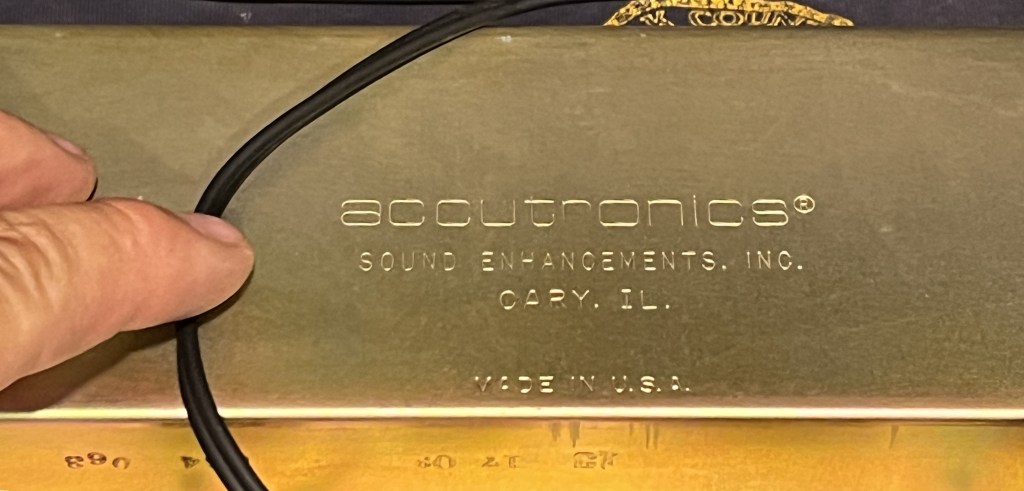 accutronics®
SOUND ENHANCEMENTS, INC.
CARY, IL.
MADE IN U.S.A.